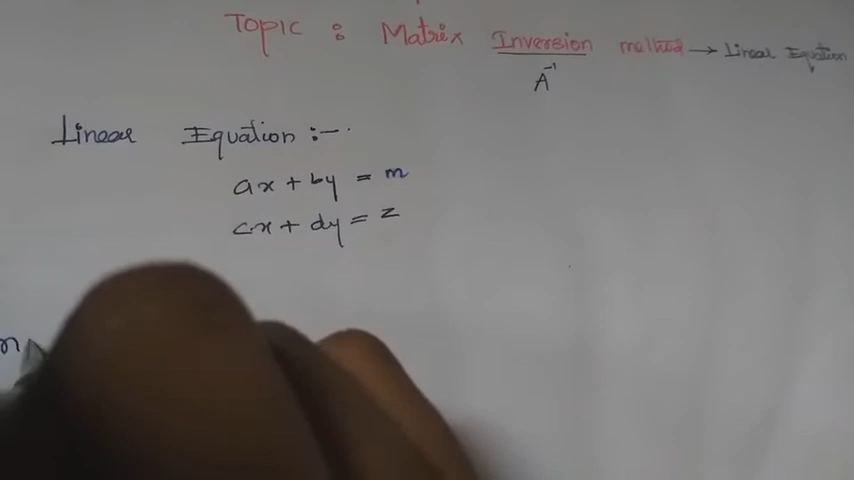 Topic : Matrix Inversion method → Linear Equation
A⁻¹
Linear Equation :-
ax + by = m
cx + dy = z